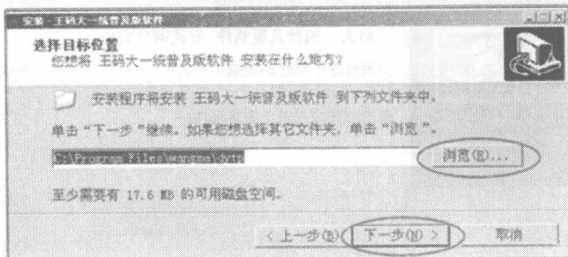 安装 王码大一统普及版软件
选择目标位置
您想将 王码大一统普及版软件 安装在什么地方？
安装程序将安装 王码大一统普及版软件 到下列文件夹中。
单击“下一步”继续。如果您想选择其它文件夹，单击“浏览”。
C:\Program Files\wangma\dytp
浏览(R)...
至少需要有 17.6 MB 的可用磁盘空间。
< 上一步(B)
下一步(N) >
取消